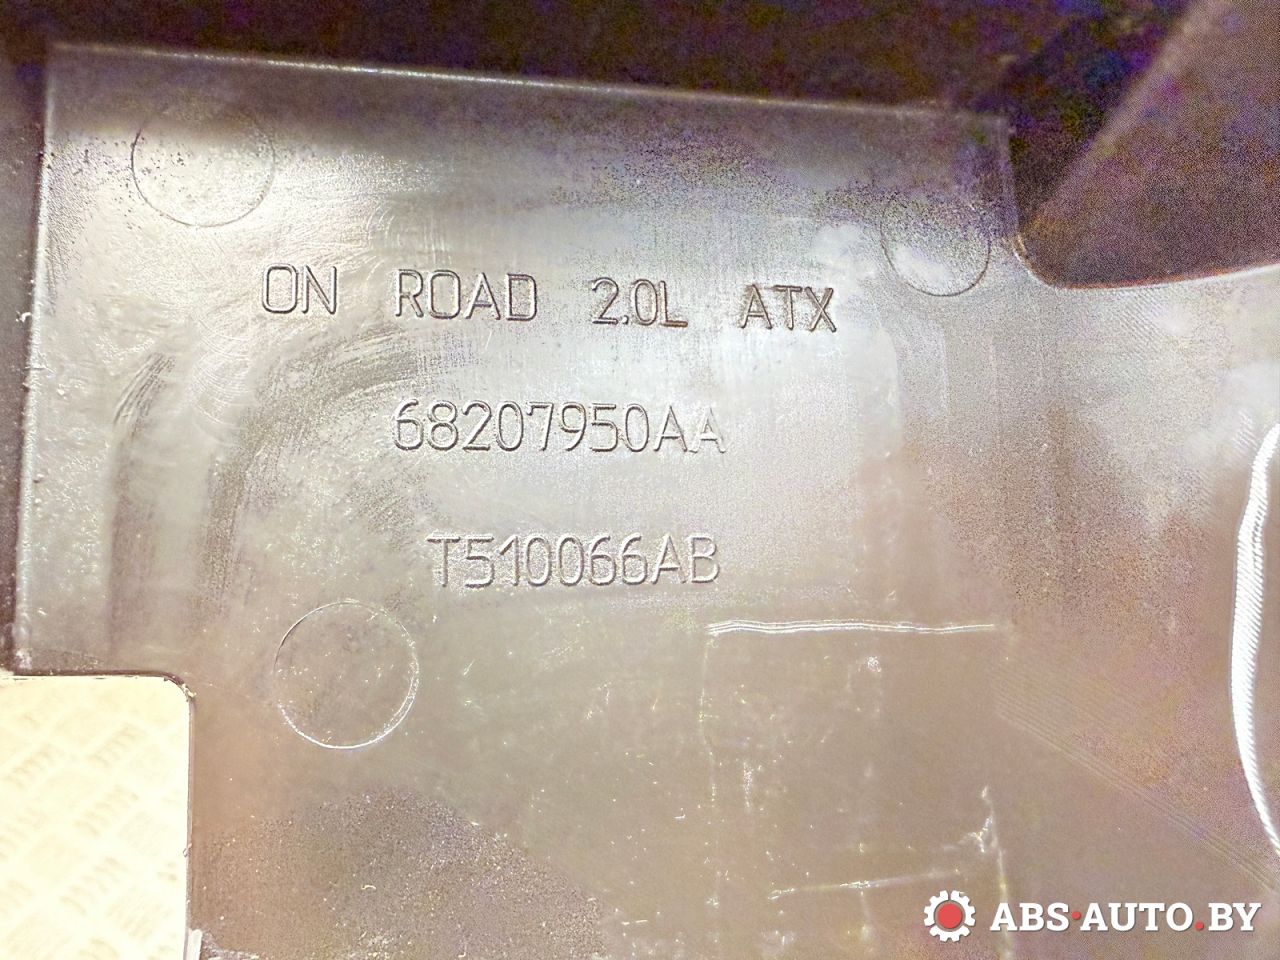 ON ROAD 2.0L ATX
68207950AA
T510066AB
ABS·AUTO.BY